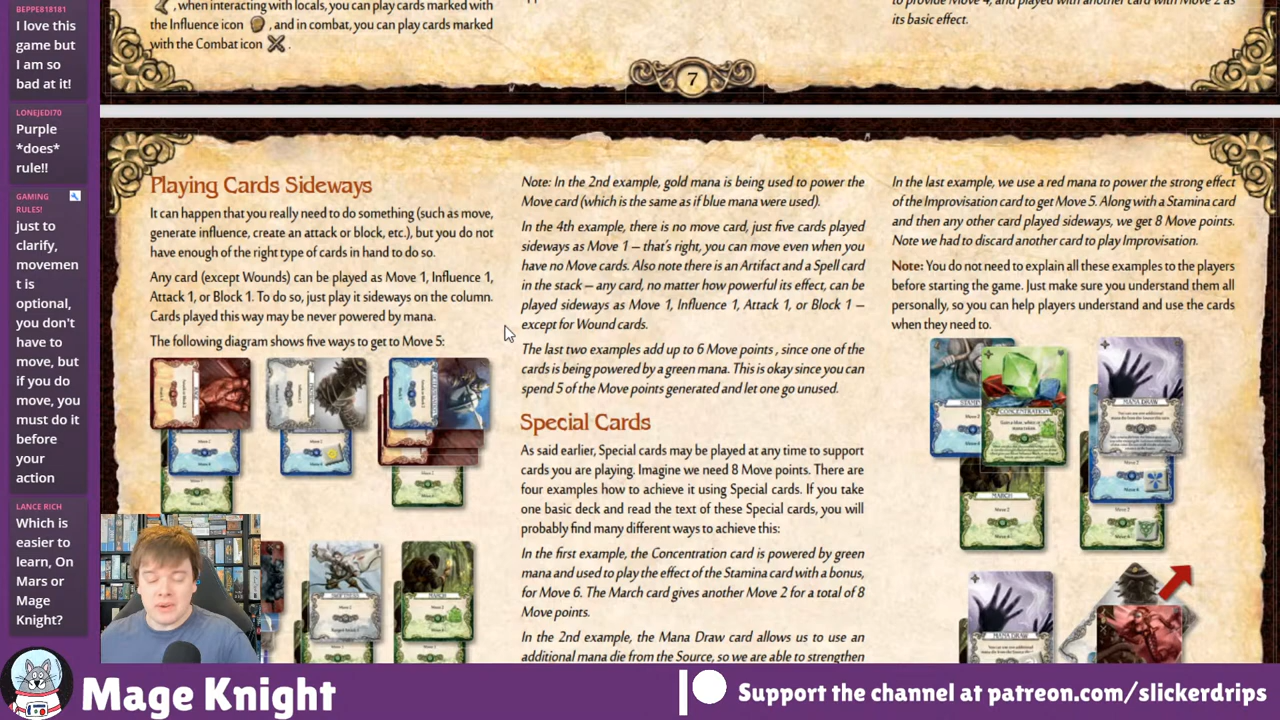 BEPPE818181
I love this
game but
I am so
bad at it!
LONEJEDI70
Purple
*does*
rule!!
GAMING
RULES!
just to
clarify,
movemen
t is
optional,
you don't
have to
move, but
if you do
move, you
must do it
before
your
action
LANCE RICH
Which is
easier to
learn, On
Mars or
Mage
Knight?
, when interacting with locals, you can play cards marked
with the Influence icon , and in combat, you can play cards
marked with the Combat icon .
to provide Move 4, and played with another card with Move 2 as
its basic effect.
7
Playing Cards Sideways
It can happen that you really need to do something (such as move,
generate influence, create an attack or block, etc.), but you do not
have enough of the right type of cards in hand to do so.
Any card (except Wounds) can be played as Move 1, Influence 1,
Attack 1, or Block 1. To do so, just play it sideways on the column.
Cards played this way may be never powered by mana.
The following diagram shows five ways to get to Move 5:
Note: In the 2nd example, gold mana is being used to power the
Move card (which is the same as if blue mana were used).
In the 4th example, there is no move card, just five cards played
sideways as Move 1 – that's right, you can move even when you
have no Move cards. Also note there is an Artifact and a Spell card
in the stack – any card, no matter how powerful its effect, can be
played sideways as Move 1, Influence 1, Attack 1, or Block 1 –
except for Wound cards.
The last two examples add up to 6 Move points , since one of the
cards is being powered by a green mana. This is okay since you can
spend 5 of the Move points generated and let one go unused.
Special Cards
As said earlier, Special cards may be played at any time to support
cards you are playing. Imagine we need 8 Move points. There are
four examples how to achieve it using Special cards. If you take
one basic deck and read the text of these Special cards, you will
probably find many different ways to achieve this:
In the first example, the Concentration card is powered by green
mana and used to play the effect of the Stamina card with a bonus,
for Move 6. The March card gives another Move 2 for a total of 8
Move points.
In the 2nd example, the Mana Draw card allows us to use an
additional mana die from the Source, so we are able to strengthen
In the last example, we use a red mana to power the strong effect
of the Improvisation card to get Move 5. Along with a Stamina card
and then any other card played sideways, we get 8 Move points.
Note we had to discard another card to play Improvisation.
Note: You do not need to explain all these examples to the players
before starting the game. Just make sure you understand them all
personally, so you can help players understand and use the cards
when they need to.
CONCENTRATION
MANA DRAW
MARCH
Move 2
MARCH
Move 2
MANA DRAW
Mage Knight
Support the channel at patreon.com/slickerdrips